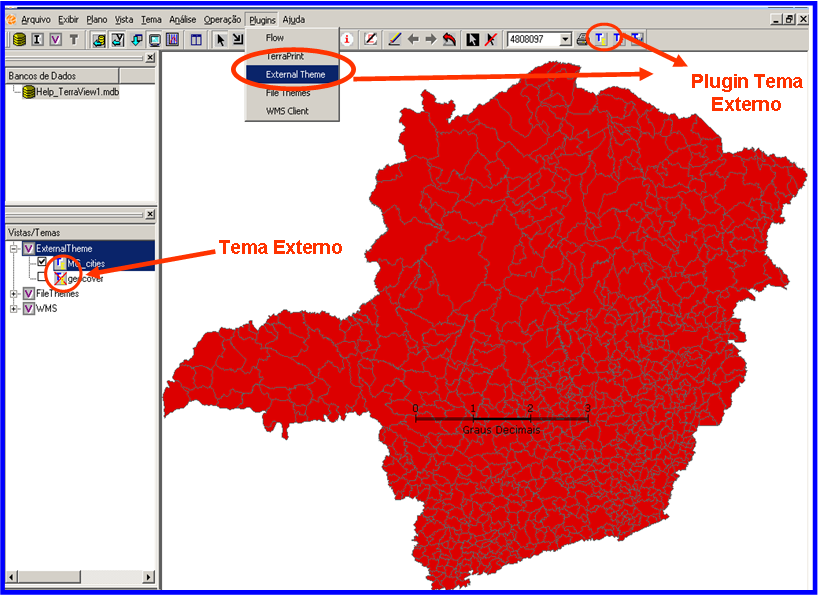 Arquivo Exibir Plano Vista Tema Análise Operação Plugins Ajuda
4808097
Flow
TerraPrint
External Theme
File Themes
WMS Client
Plugin Tema
Externo
Bancos de Dados
Help_TerraView1.mdb
Vistas/Temas
ExternalTheme
MG_cities
geocover
FileThemes
WMS
Tema Externo
0 1 2 3
Graus Decimais